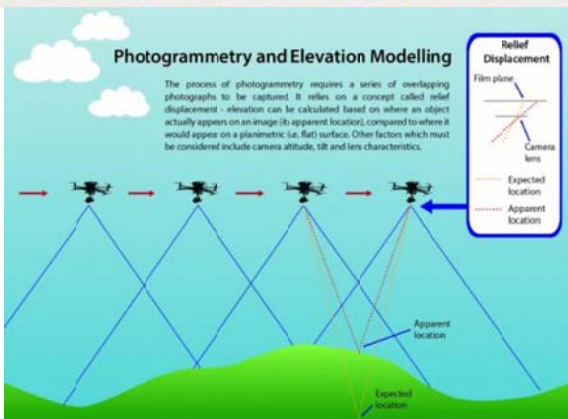 Photogrammetry and Elevation Modelling
The process of photogrammetry requires a series of overlapping
photographs to be captured. It relies on a concept called relief
displacement - elevation can be calculated based on where an object
actually appears on an image (its apparent location), compared to where it
would appear on a planimetric i.e. flat) surface. Other factors which must
be considered include camera altitude, tilt and lens characteristics.
Relief
Displacement
Film plane
Camera
lens
Expected
location
Apparent
location
Apparent
location
Expected
location